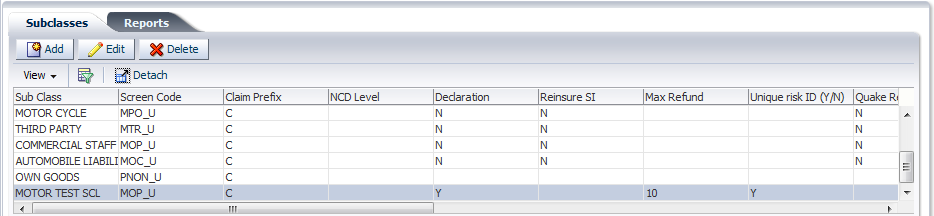 Subclasses Reports
Add Edit Delete
View Detach
Sub Class Screen Code Claim Prefix NCD Level Declaration Reinsure SI Max Refund Unique risk ID (Y/N) Quake Re
MOTOR CYCLE MPO_U C N N N
THIRD PARTY MTR_U C N N N
COMMERCIAL STAFF MOP_U C N N N
AUTOMOBILE LIABILI MOC_U C N N N
OWN GOODS PNON_U C
MOTOR TEST SCL MOP_U C Y 10 Y